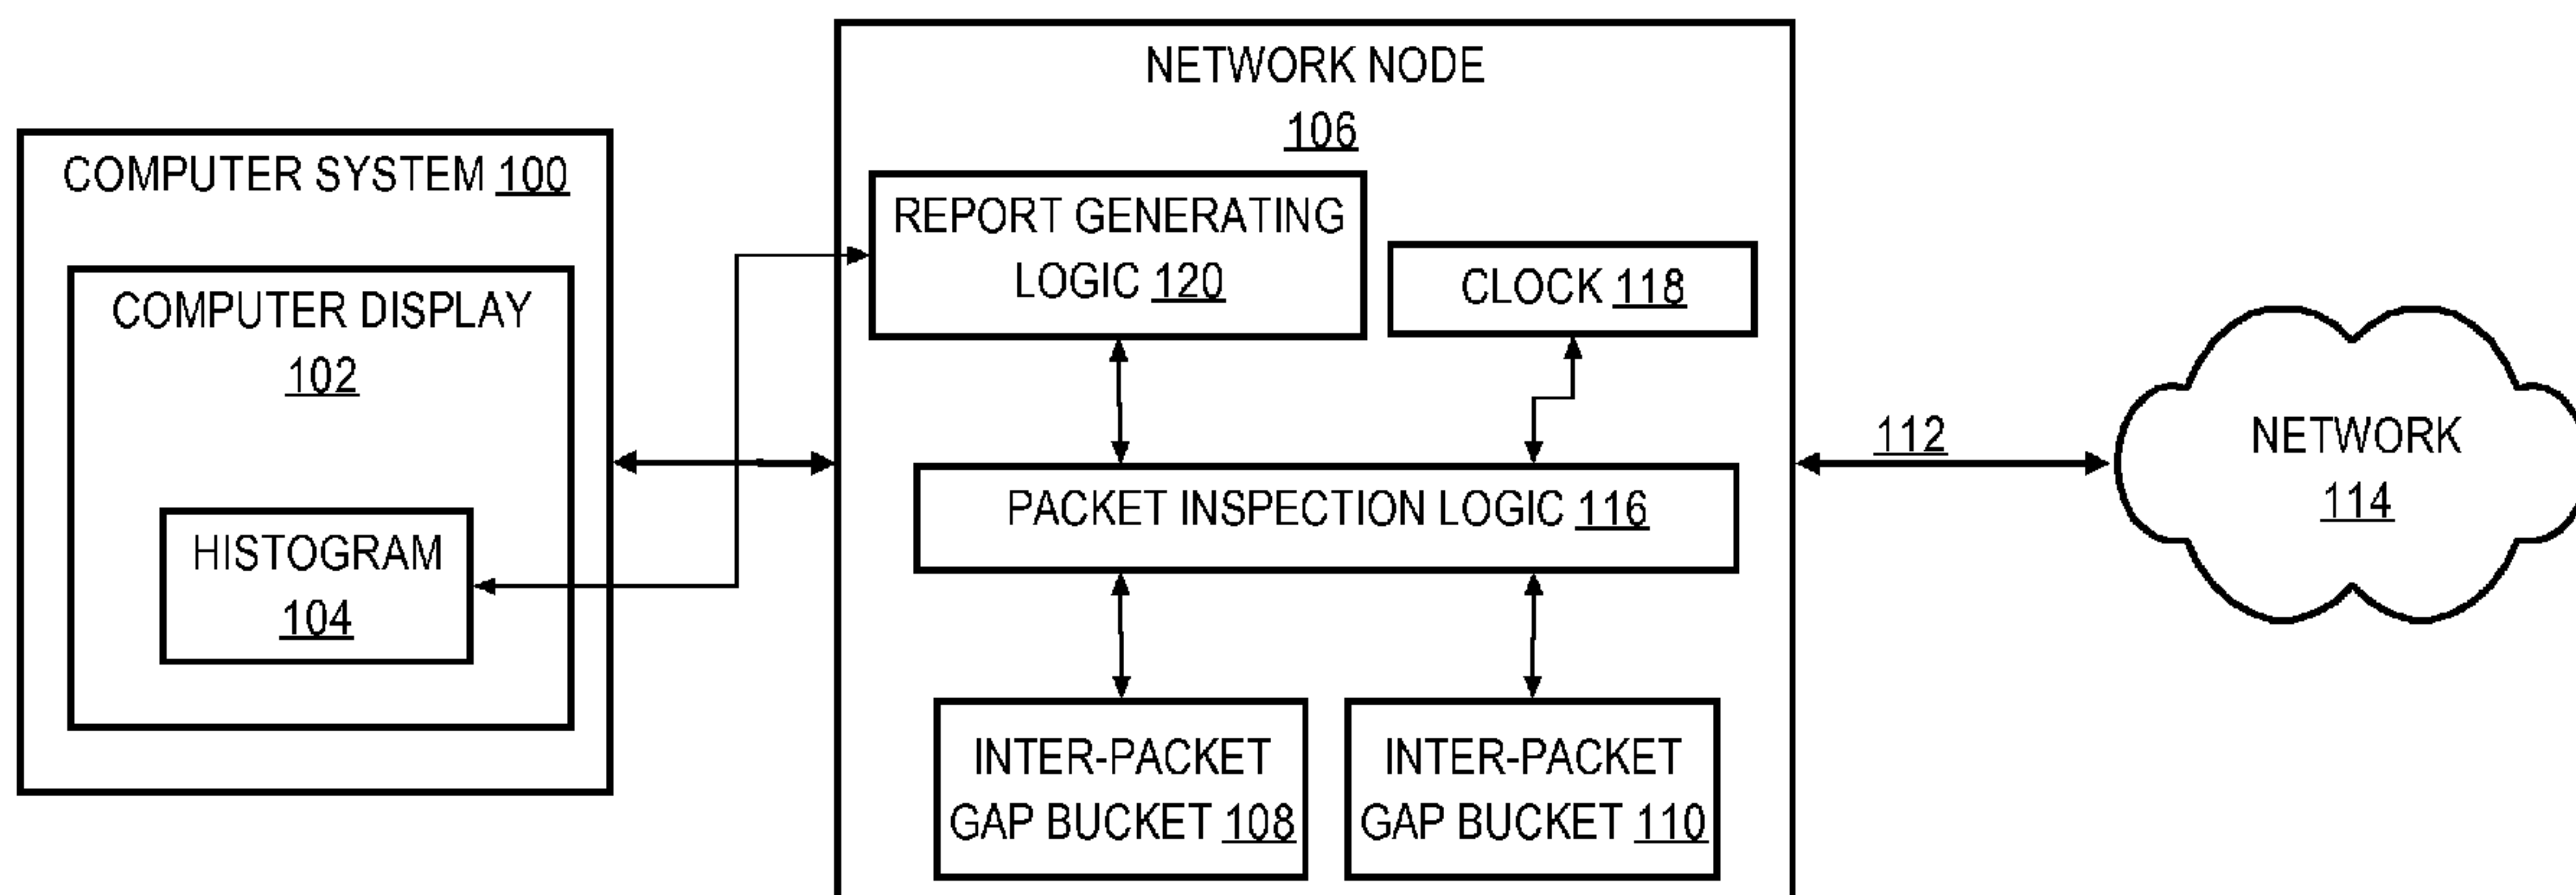 COMPUTER SYSTEM 100
COMPUTER DISPLAY
102
HISTOGRAM
104
NETWORK NODE
106
REPORT GENERATING
LOGIC 120
CLOCK 118
PACKET INSPECTION LOGIC 116
INTER-PACKET
GAP BUCKET 108
INTER-PACKET
GAP BUCKET 110
112
NETWORK
114